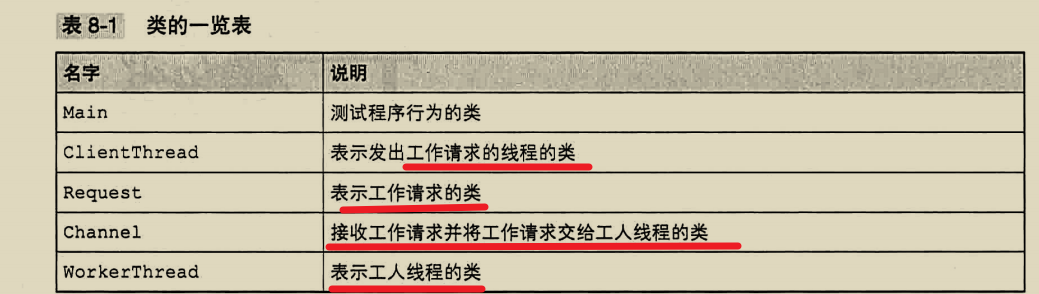 表 8-1 类的一览表
名字 说明
Main 测试程序行为的类
ClientThread 表示发出工作请求的线程的类
Request 表示工作请求的类
Channel 接收工作请求并将工作请求交给工人线程的类
WorkerThread 表示工人线程的类